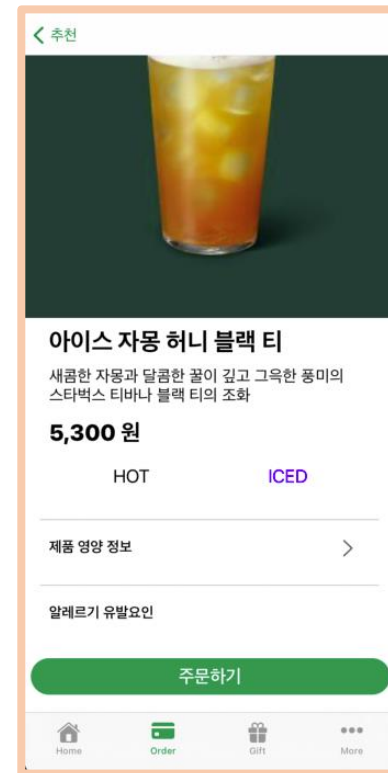 추천
아이스 자몽 허니 블랙 티
새콤한 자몽과 달콤한 꿀이 깊고 그윽한 풍미의
스타벅스 티바나 블랙 티의 조화
5,300 원
HOT ICED
제품 영양 정보
알레르기 유발요인
주문하기
Home Order Gift More